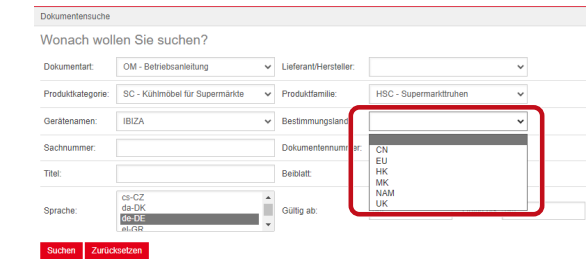 Dokumentensuche
Wonach wollen Sie suchen?
Dokumentart: OM - Betriebsanleitung Lieferant/Hersteller:
Produktkategorie: SC - Kühlmöbel für Supermärkte Produktfamilie: HSC - Supermarkttruhen
Gerätenamen: IBIZA Bestimmungsland
Sachnummer: Dokumentennummer:
CN
EU
HK
MK
NAM
UK
Titel: Beiblatt:
Sprache: cs-CZ
da-DK
de-DE
el-GR
Gültig ab:
Suchen Zurücksetzen